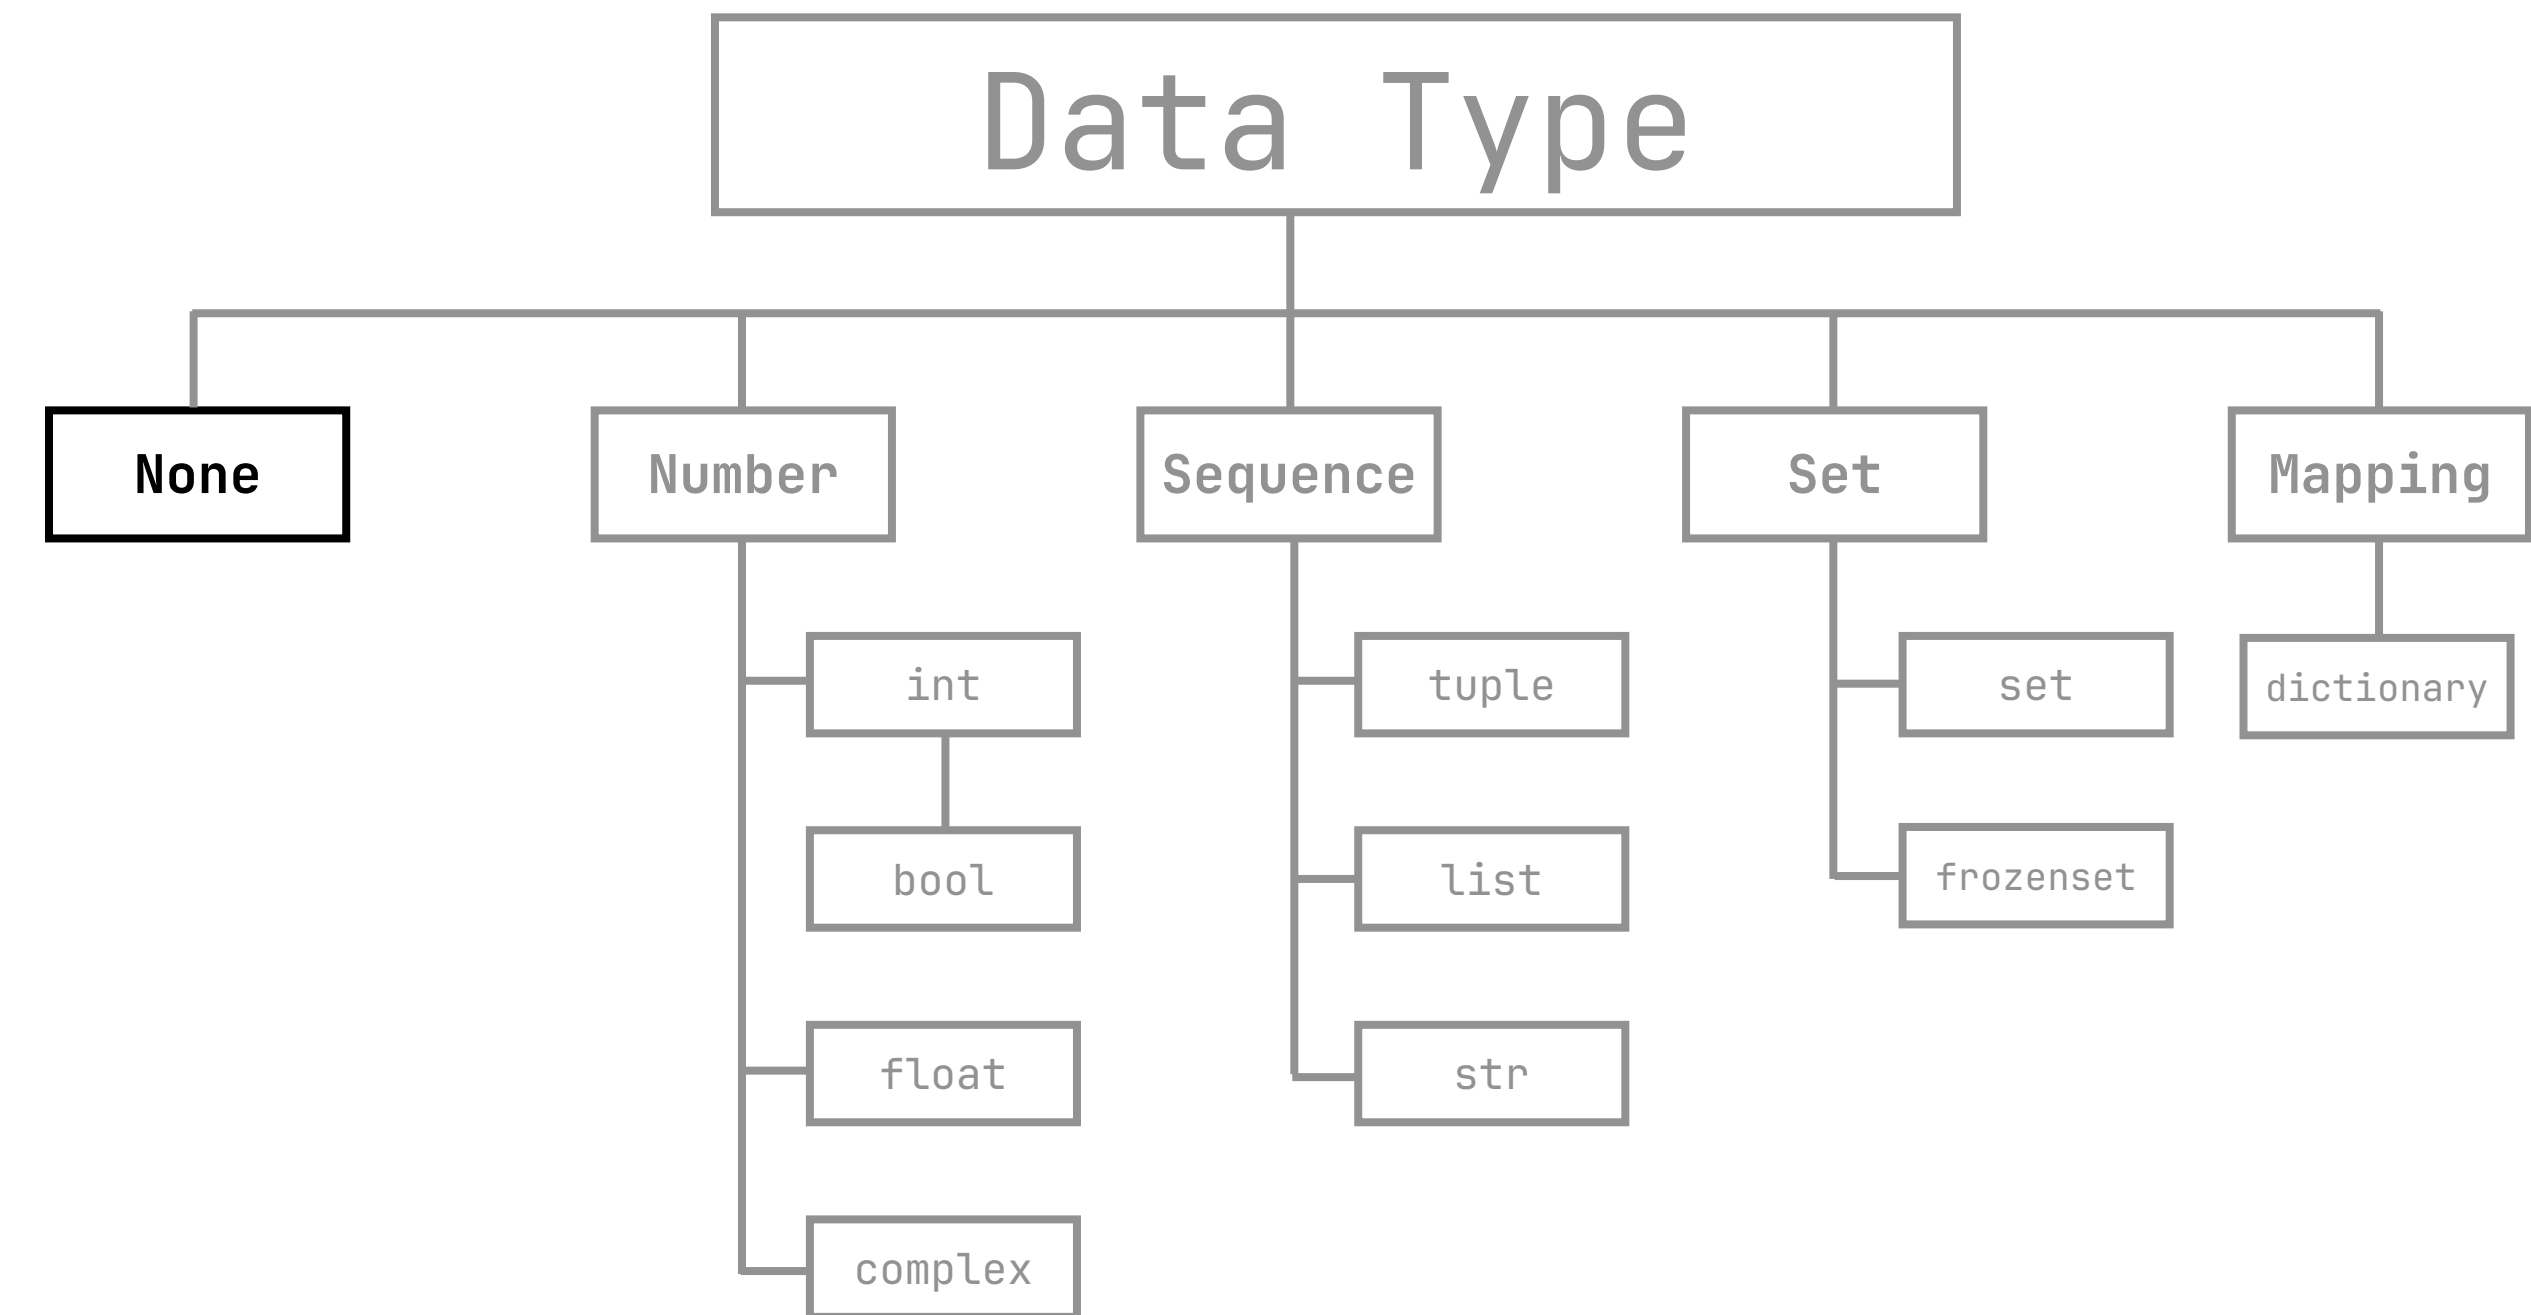 Data Type
None
Number
Sequence
Set
Mapping
int
bool
float
complex
tuple
list
str
set
frozenset
dictionary